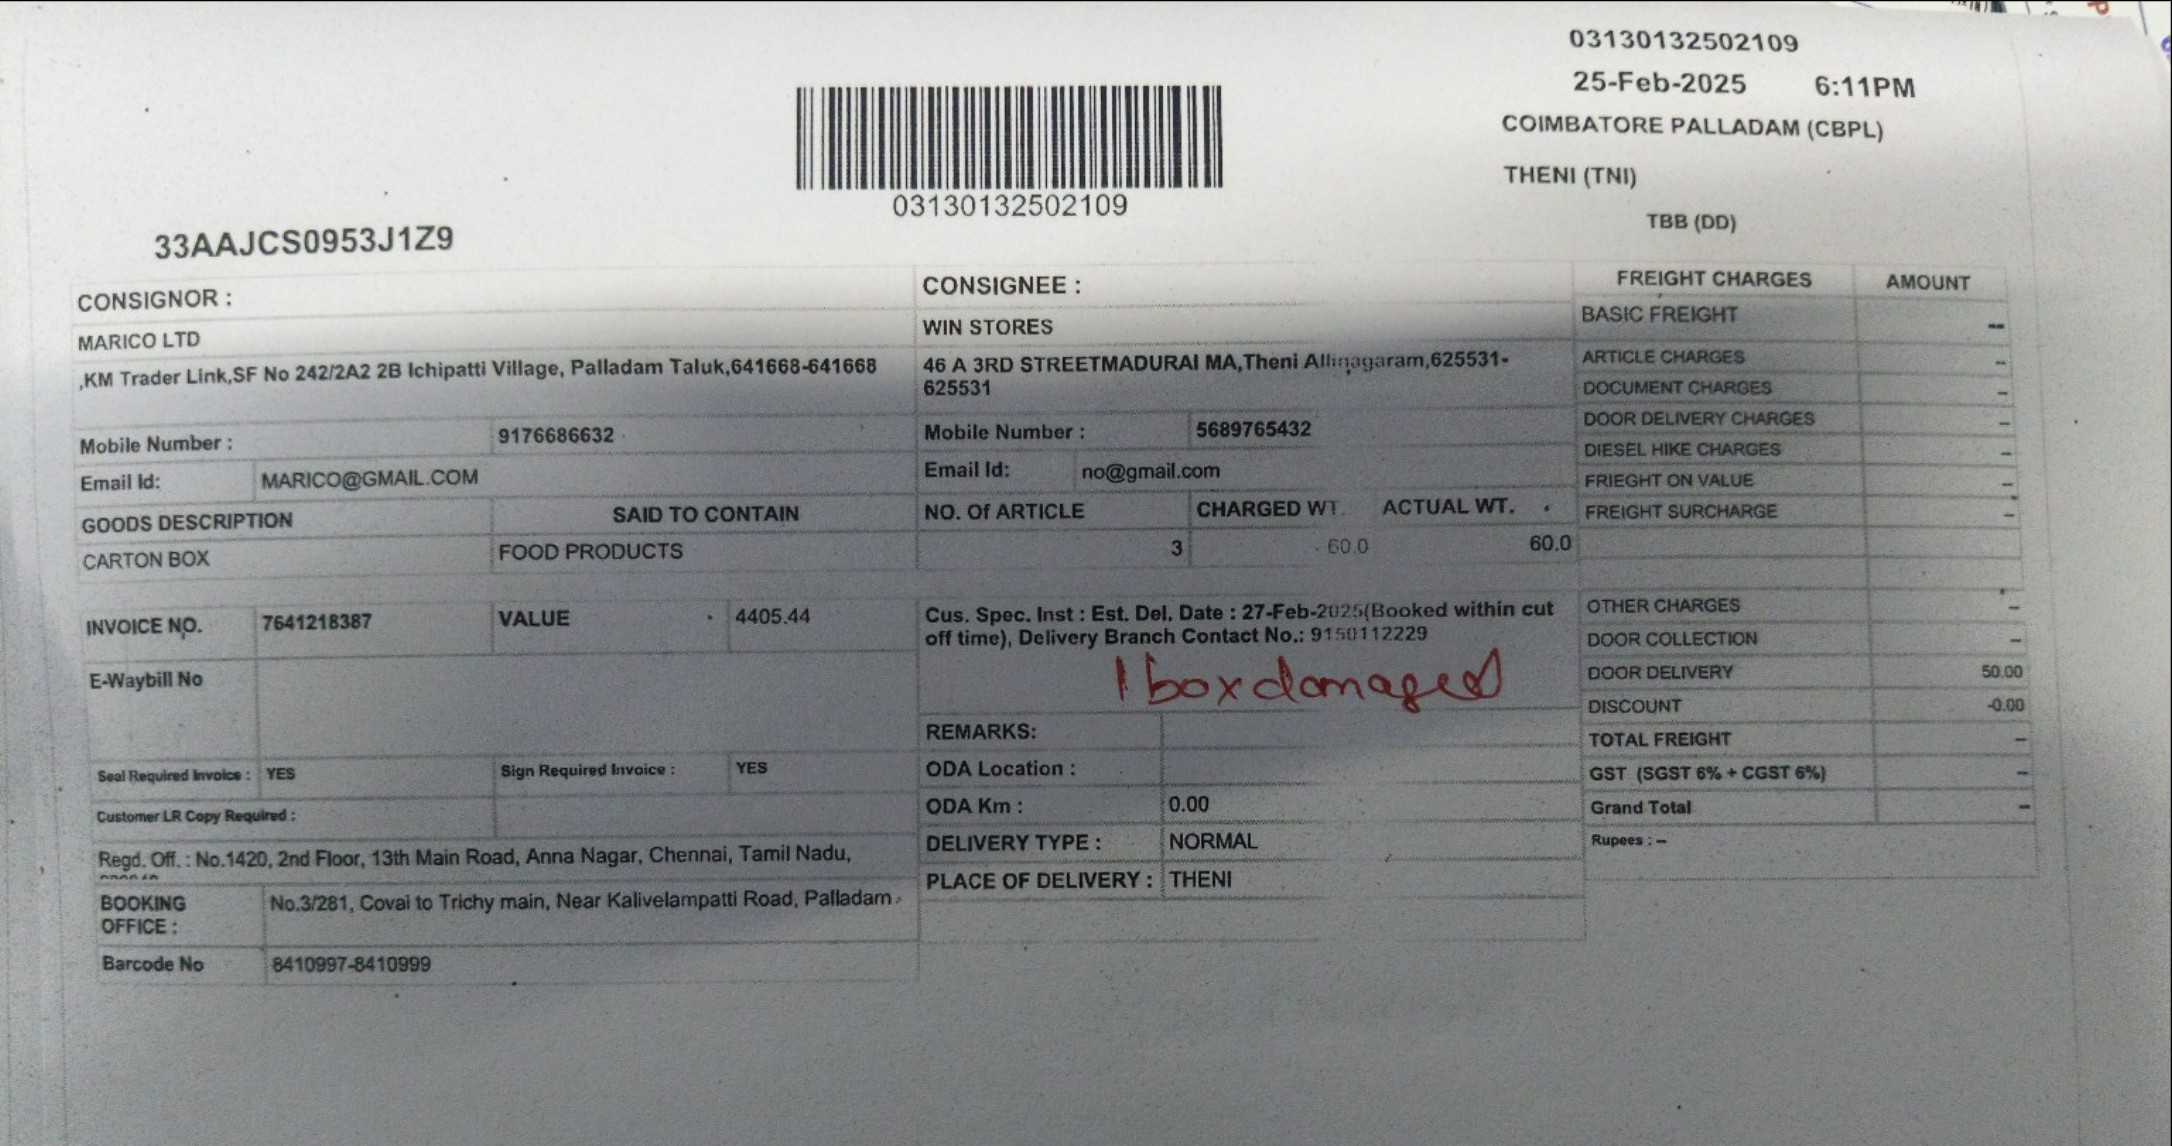 03130132502109
25-Feb-2025 6:11PM
COIMBATORE PALLADAM (CBPL)
THENI (TNI)
TBB (DD)
03130132502109
33AAJCS0953J1Z9
CONSIGNOR :
MARICO LTD
,KM Trader Link,SF No 242/2A2 2B Ichipatti Village, Palladam Taluk,641668-641668
Mobile Number : 9176686632
Email Id: MARICO@GMAIL.COM
GOODS DESCRIPTION SAID TO CONTAIN
CARTON BOX FOOD PRODUCTS
INVOICE NO. 7641218387 VALUE 4405.44
E-Waybill No
Seal Required Invoice : YES Sign Required Invoice : YES
Customer LR Copy Required :
Regd. Off. : No.1420, 2nd Floor, 13th Main Road, Anna Nagar, Chennai, Tamil Nadu,
BOOKING OFFICE : No.3/281, Covai to Trichy main, Near Kalivelampatti Road, Palladam
Barcode No 8410997-8410999
CONSIGNEE :
WIN STORES
46 A 3RD STREETMADURAI MA,Theni Allinagaram,625531-
625531
Mobile Number : 5689765432
Email Id: no@gmail.com
NO. Of ARTICLE CHARGED WT. ACTUAL WT.
3 60.0 60.0
Cus. Spec. Inst : Est. Del. Date : 27-Feb-2025(Booked within cut
off time), Delivery Branch Contact No.: 9150112229
1 box damaged
REMARKS:
ODA Location :
ODA Km : 0.00
DELIVERY TYPE : NORMAL
PLACE OF DELIVERY : THENI
FREIGHT CHARGES AMOUNT
BASIC FREIGHT --
ARTICLE CHARGES --
DOCUMENT CHARGES --
DOOR DELIVERY CHARGES --
DIESEL HIKE CHARGES --
FRIEGHT ON VALUE --
FREIGHT SURCHARGE --
OTHER CHARGES --
DOOR COLLECTION --
DOOR DELIVERY 50.00
DISCOUNT -0.00
TOTAL FREIGHT --
GST (SGST 6% + CGST 6%) --
Grand Total --
Rupees : --